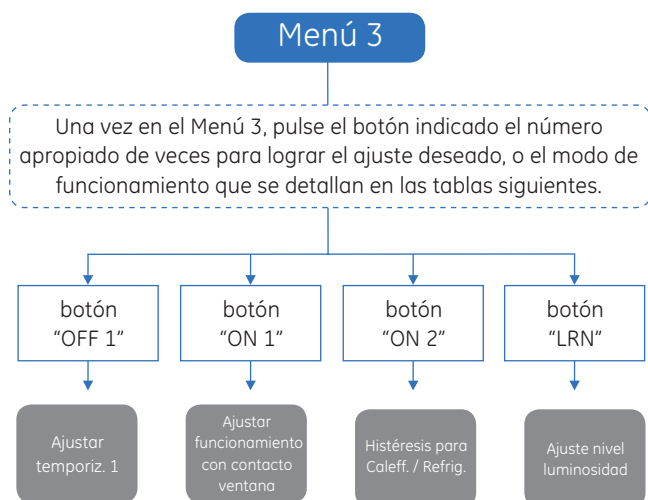 Menú 3
Una vez en el Menú 3, pulse el botón indicado el número
apropiado de veces para lograr el ajuste deseado, o el modo de
funcionamiento que se detallan en las tablas siguientes.
botón
“OFF 1”
botón
“ON 1”
botón
“ON 2”
botón
“LRN”
Ajustar
temporiz. 1
Ajustar
funcionamiento
con contacto
ventana
Histéresis para
Caleff. / Refrig.
Ajuste nivel
luminosidad